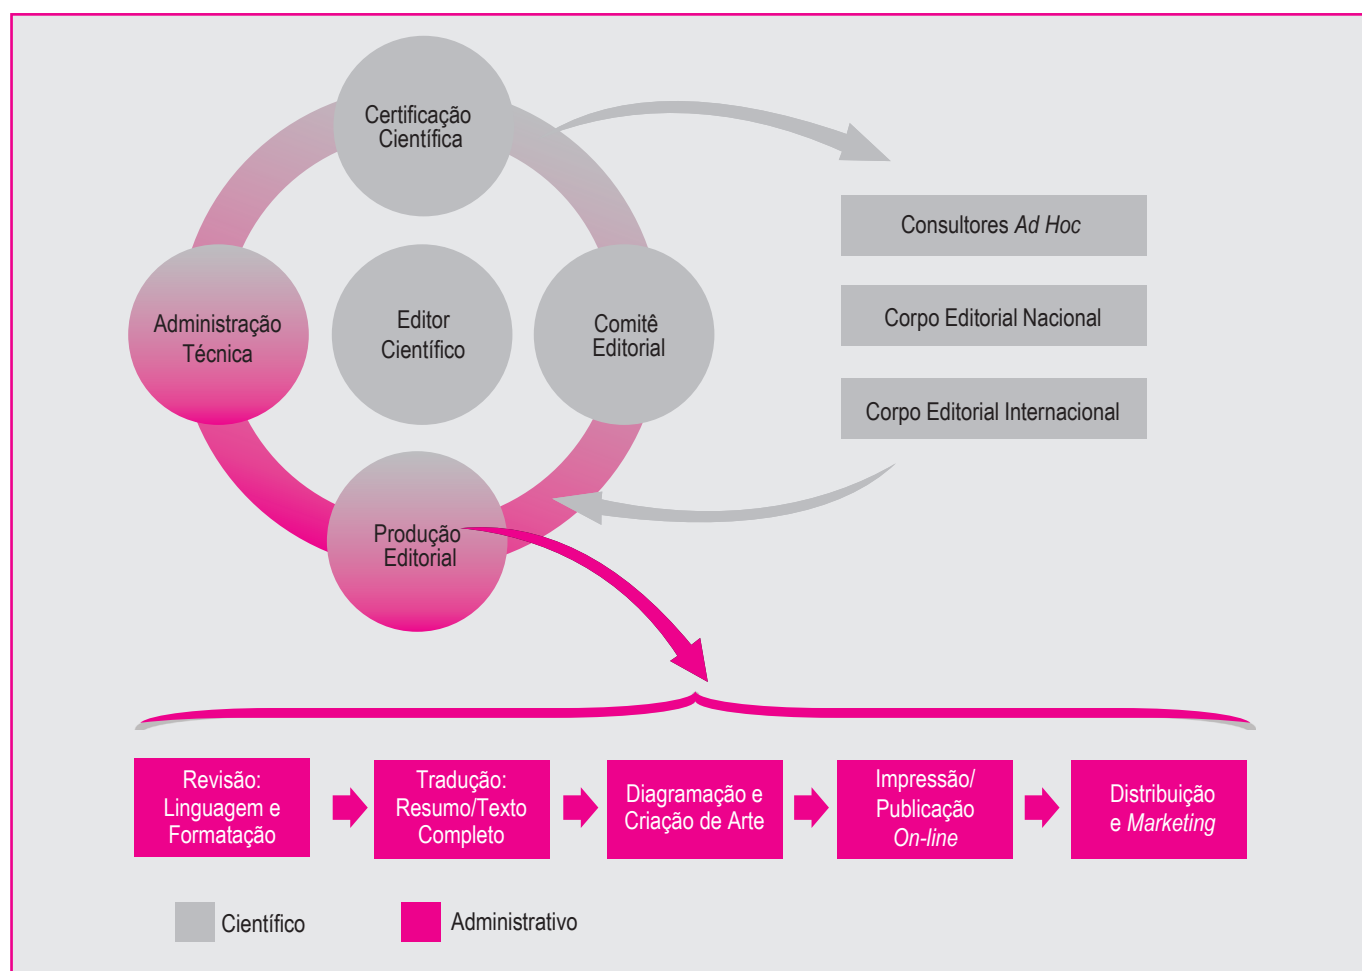 Certificação
Científica
Administração
Técnica
Editor
Científico
Comitê
Editorial
Produção
Editorial
Consultores Ad Hoc
Corpo Editorial Nacional
Corpo Editorial Internacional
Revisão:
Linguagem e
Formatação
Tradução:
Resumo/Texto
Completo
Diagramação e
Criação de Arte
Impressão/
Publicação
On-line
Distribuição
e Marketing
Científico
Administrativo